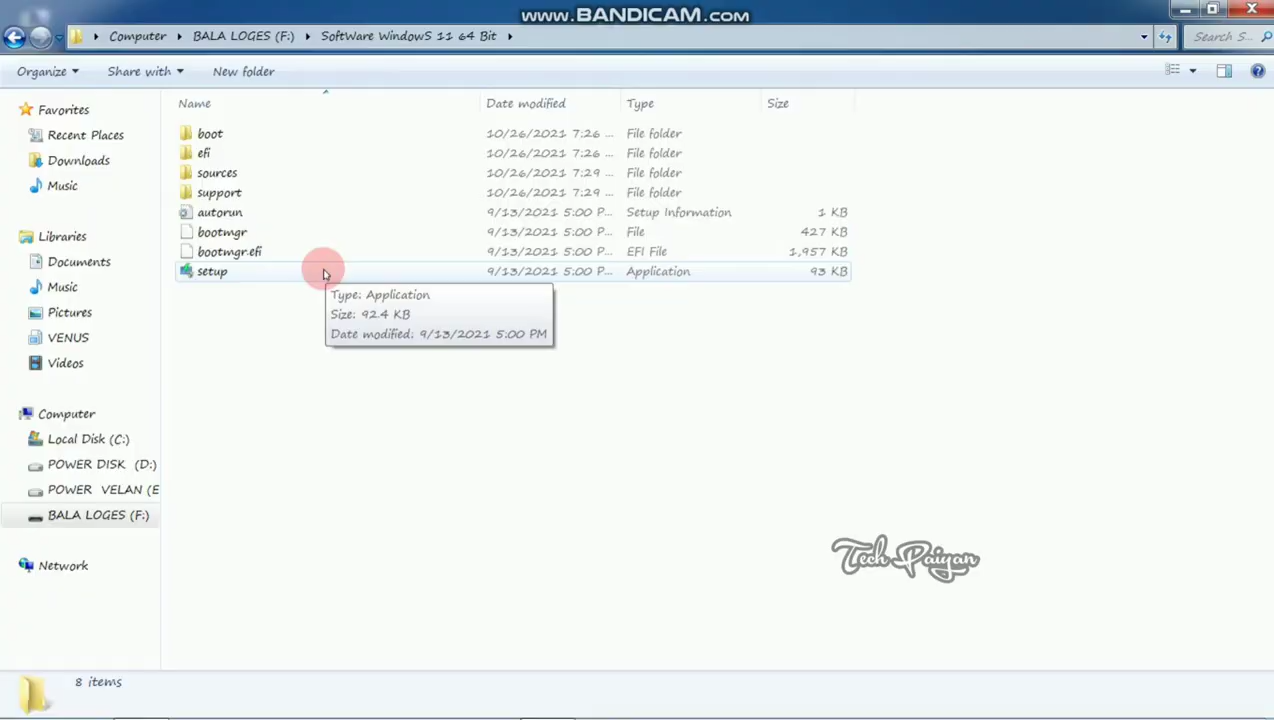 www.BANDICAM.com
Computer BALA LOGES (F:) SoftWare WindowS 11 64 Bit Search S...
Organize Share with New folder
Name Date modified Type Size
Favorites
Recent Places
Downloads
Music
Libraries
Documents
Music
Pictures
VENUS
Videos
Computer
Local Disk (C:)
POWER DISK (D:)
POWER VELAN (E
BALA LOGES (F:)
Network
boot 10/26/2021 7:26 ... File folder
efi 10/26/2021 7:26 ... File folder
sources 10/26/2021 7:29 ... File folder
support 10/26/2021 7:29 ... File folder
autorun 9/13/2021 5:00 P... Setup Information 1 KB
bootmgr 9/13/2021 5:00 P... File 427 KB
bootmgr.efi 9/13/2021 5:00 P... EFI File 1,957 KB
setup 9/13/2021 5:00 P... Application 93 KB
Type: Application
Size: 92.4 KB
Date modified: 9/13/2021 5:00 PM
Tech Paiyan
8 items